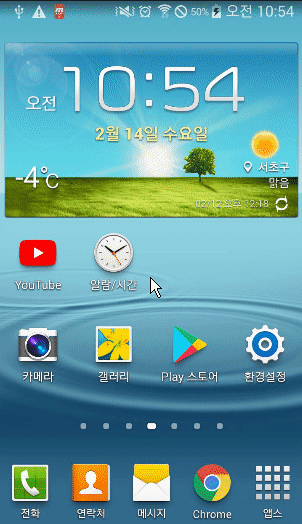 50% 오전 10:54
오전 10:54
2월 14일 수요일
-4°C
서초구
맑음
02/12 오후 22:18
YouTube 알람/시간
카메라 갤러리 Play 스토어 환경설정
전화 연락처 메시지 Chrome 앱스